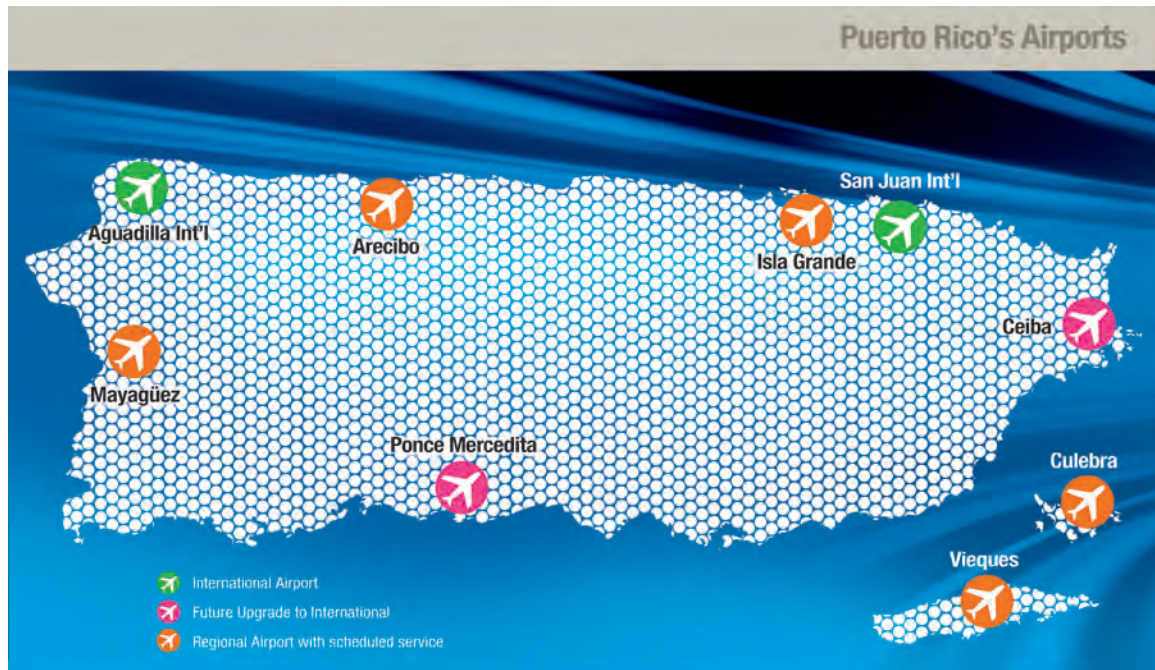 Puerto Rico's Airports
San Juan Int'l
Aguadilla Int'l
Arecibo
Isla Grande
Ceiba
Mayagüez
Ponce Mercedita
Culebra
Vieques
International Airport
Future Upgrade to International
Regional Airport with scheduled service